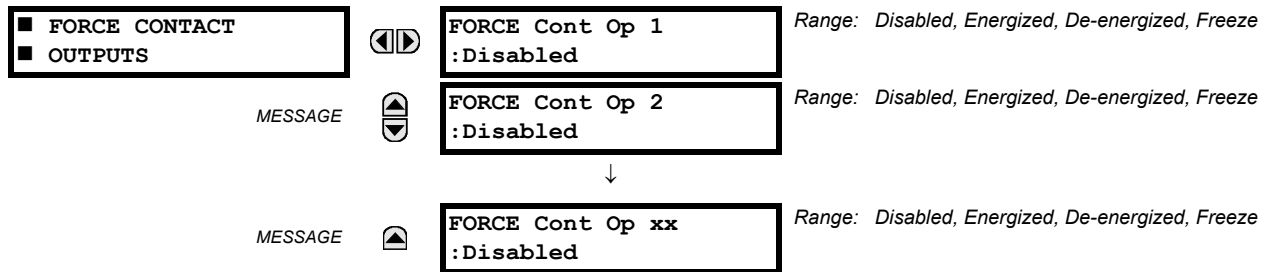 ■ FORCE CONTACT
■ OUTPUTS
FORCE Cont Op 1
:Disabled
Range: Disabled, Energized, De-energized, Freeze
MESSAGE
FORCE Cont Op 2
:Disabled
Range: Disabled, Energized, De-energized, Freeze
↓
MESSAGE
FORCE Cont Op xx
:Disabled
Range: Disabled, Energized, De-energized, Freeze